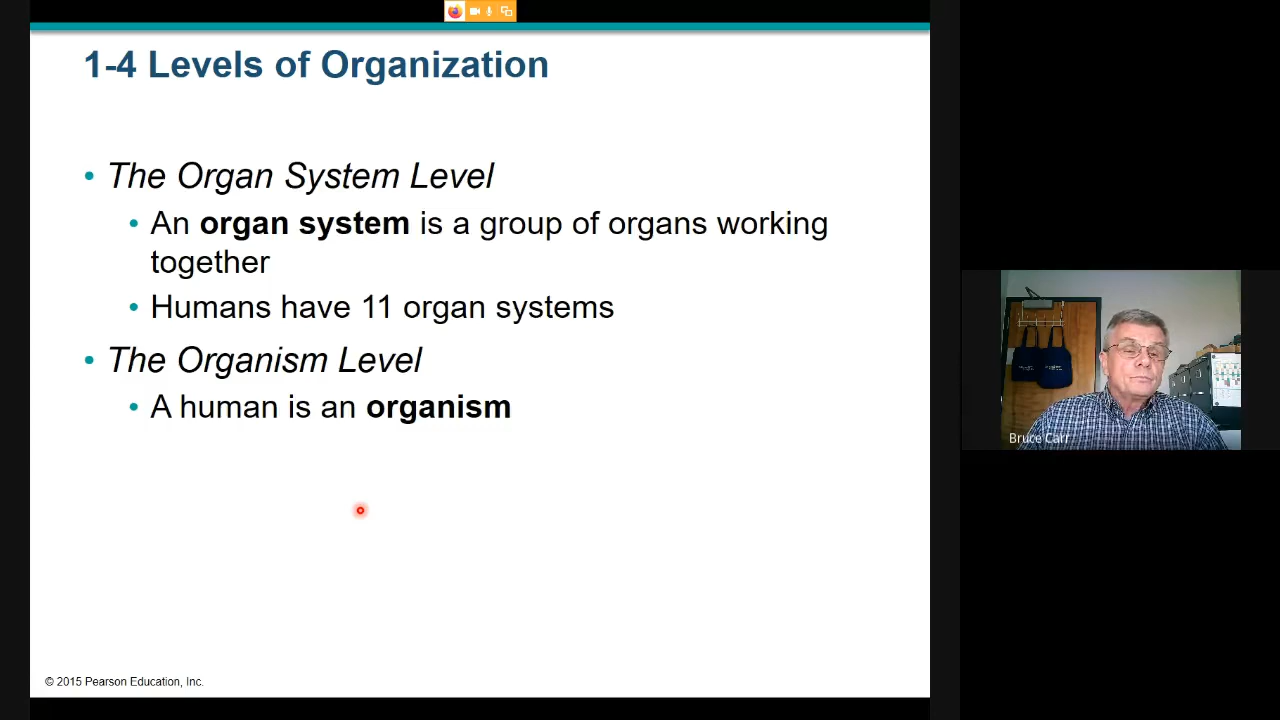 1-4 Levels of Organization
• The Organ System Level
• An organ system is a group of organs working
together
• Humans have 11 organ systems
• The Organism Level
• A human is an organism
Bruce Carr
© 2015 Pearson Education, Inc.